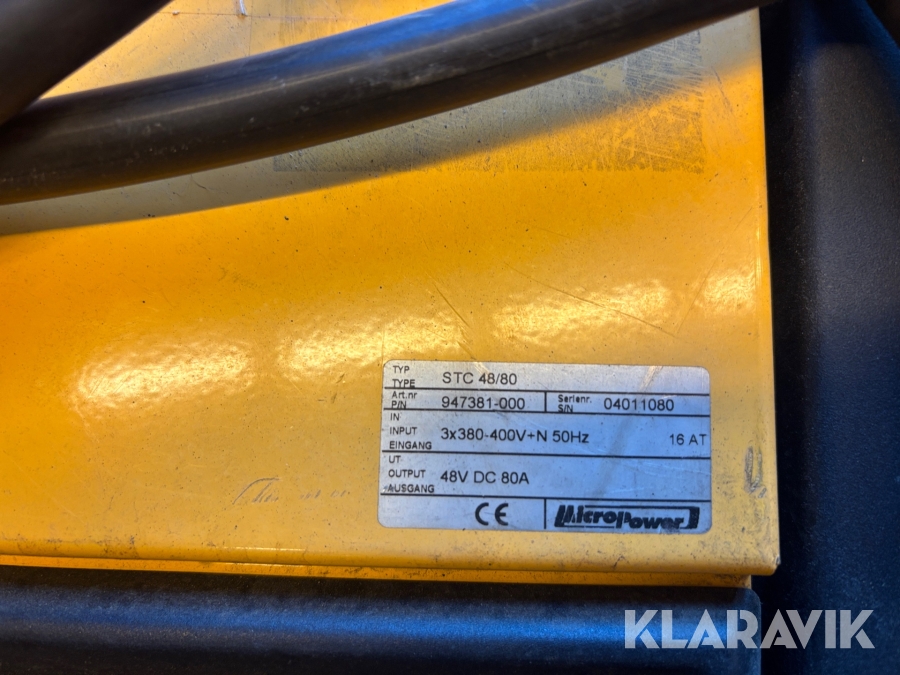 TYP
TYPE STC 48/80
Art.nr
P/N 947381-000 Serienr.
S/N 04011080
IN
INPUT 3x380-400V+N 50Hz 16 AT
EINGANG
UT
OUTPUT 48V DC 80A
AUSGANG
CE MicroPower
KLARAVIK